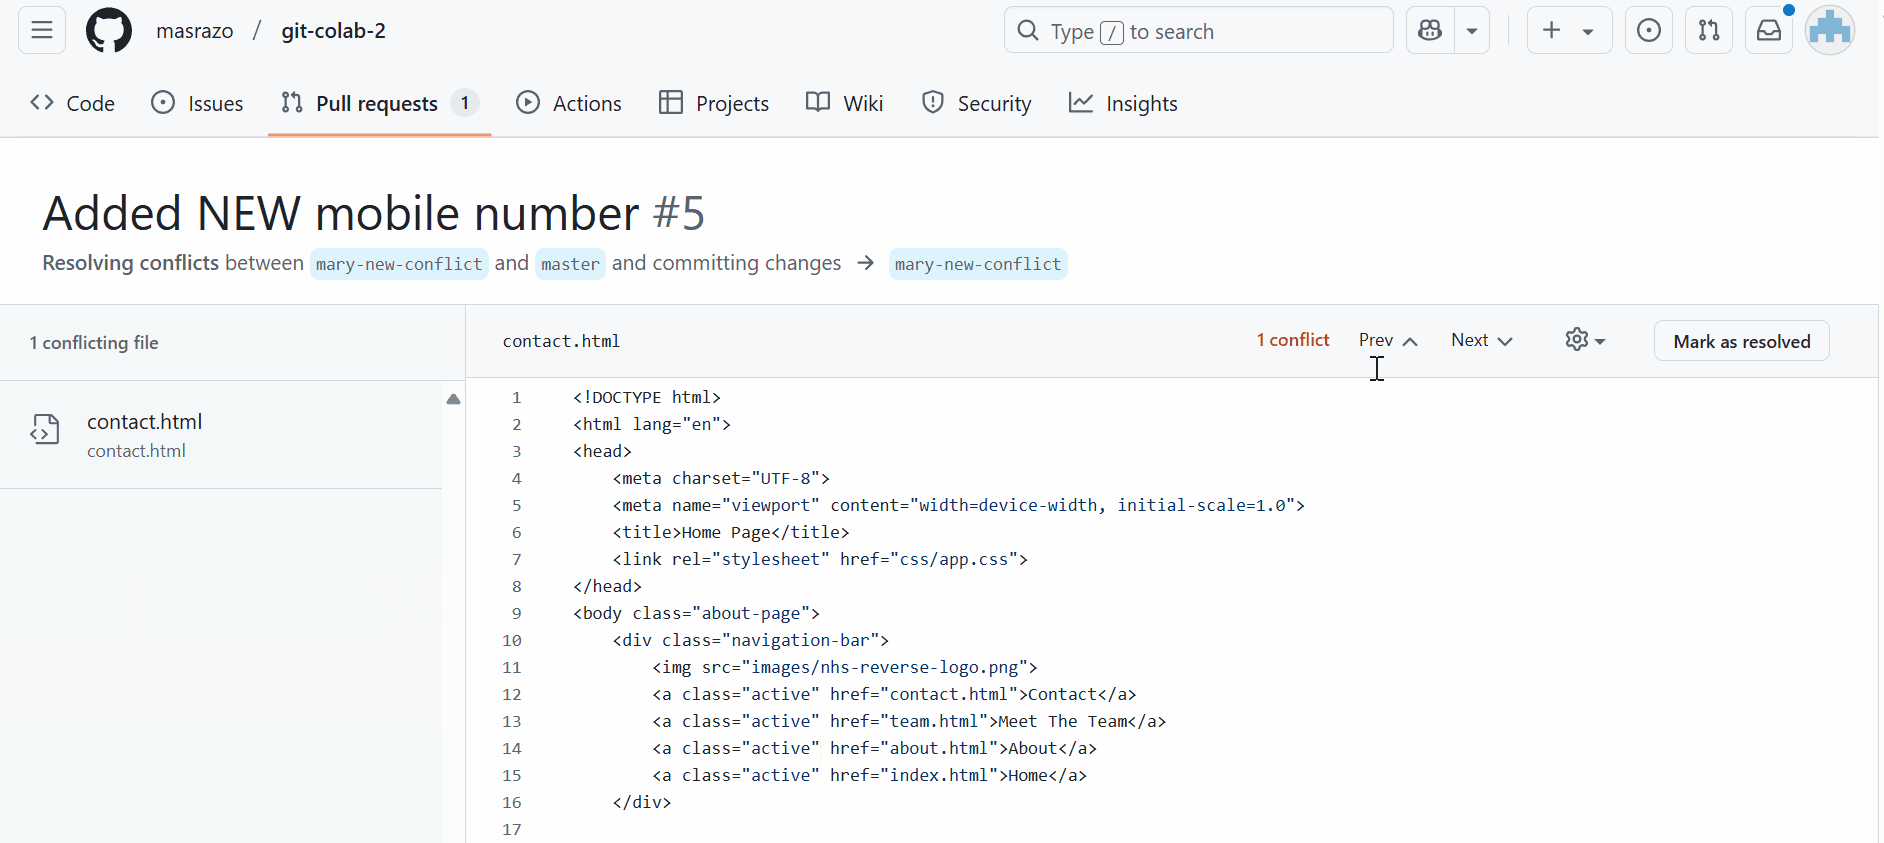 masrazo / git-colab-2
Type / to search
Code Issues Pull requests 1 Actions Projects Wiki Security Insights
Added NEW mobile number #5
Resolving conflicts between mary-new-conflict and master and committing changes → mary-new-conflict
1 conflicting file
contact.html
contact.html
contact.html 1 conflict Prev Next Mark as resolved
1 <!DOCTYPE html>
2 <html lang="en">
3 <head>
4 <meta charset="UTF-8">
5 <meta name="viewport" content="width=device-width, initial-scale=1.0">
6 <title>Home Page</title>
7 <link rel="stylesheet" href="css/app.css">
8 </head>
9 <body class="about-page">
10 <div class="navigation-bar">
11 <img src="images/nhs-reverse-logo.png">
12 <a class="active" href="contact.html">Contact</a>
13 <a class="active" href="team.html">Meet The Team</a>
14 <a class="active" href="about.html">About</a>
15 <a class="active" href="index.html">Home</a>
16 </div>
17